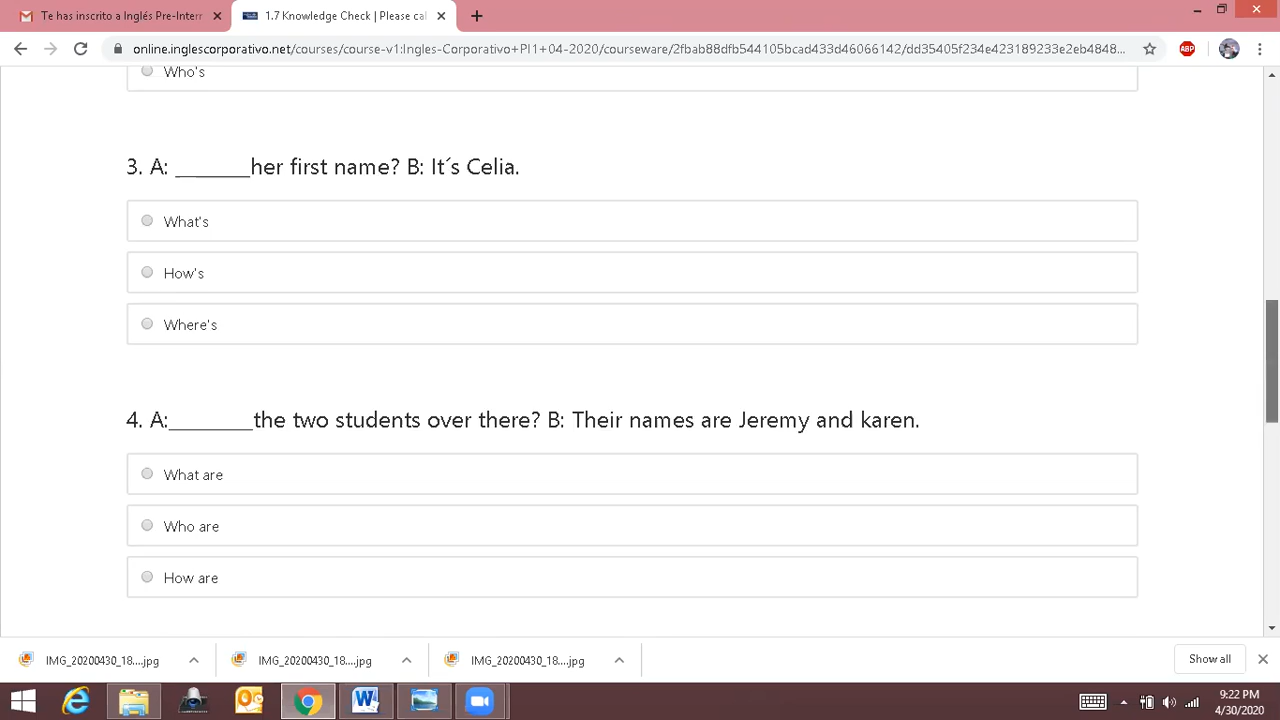 Te has inscrito a Inglés Pre-Interr
1.7 Knowledge Check | Please cal
online.inglescorporativo.net/courses/course-v1:Ingles-Corporativo+PI1+04-2020/courseware/2fbab88dfb544105bcad433d46066142/dd35405f234e423189233e2eb4848...
ABP
Who's
3. A: ________her first name? B: It´s Celia.
What's
How's
Where's
4. A:_________the two students over there? B: Their names are Jeremy and karen.
What are
Who are
How are
IMG_20200430_18....jpg
IMG_20200430_18....jpg
IMG_20200430_18....jpg
Show all
9:22 PM
4/30/2020